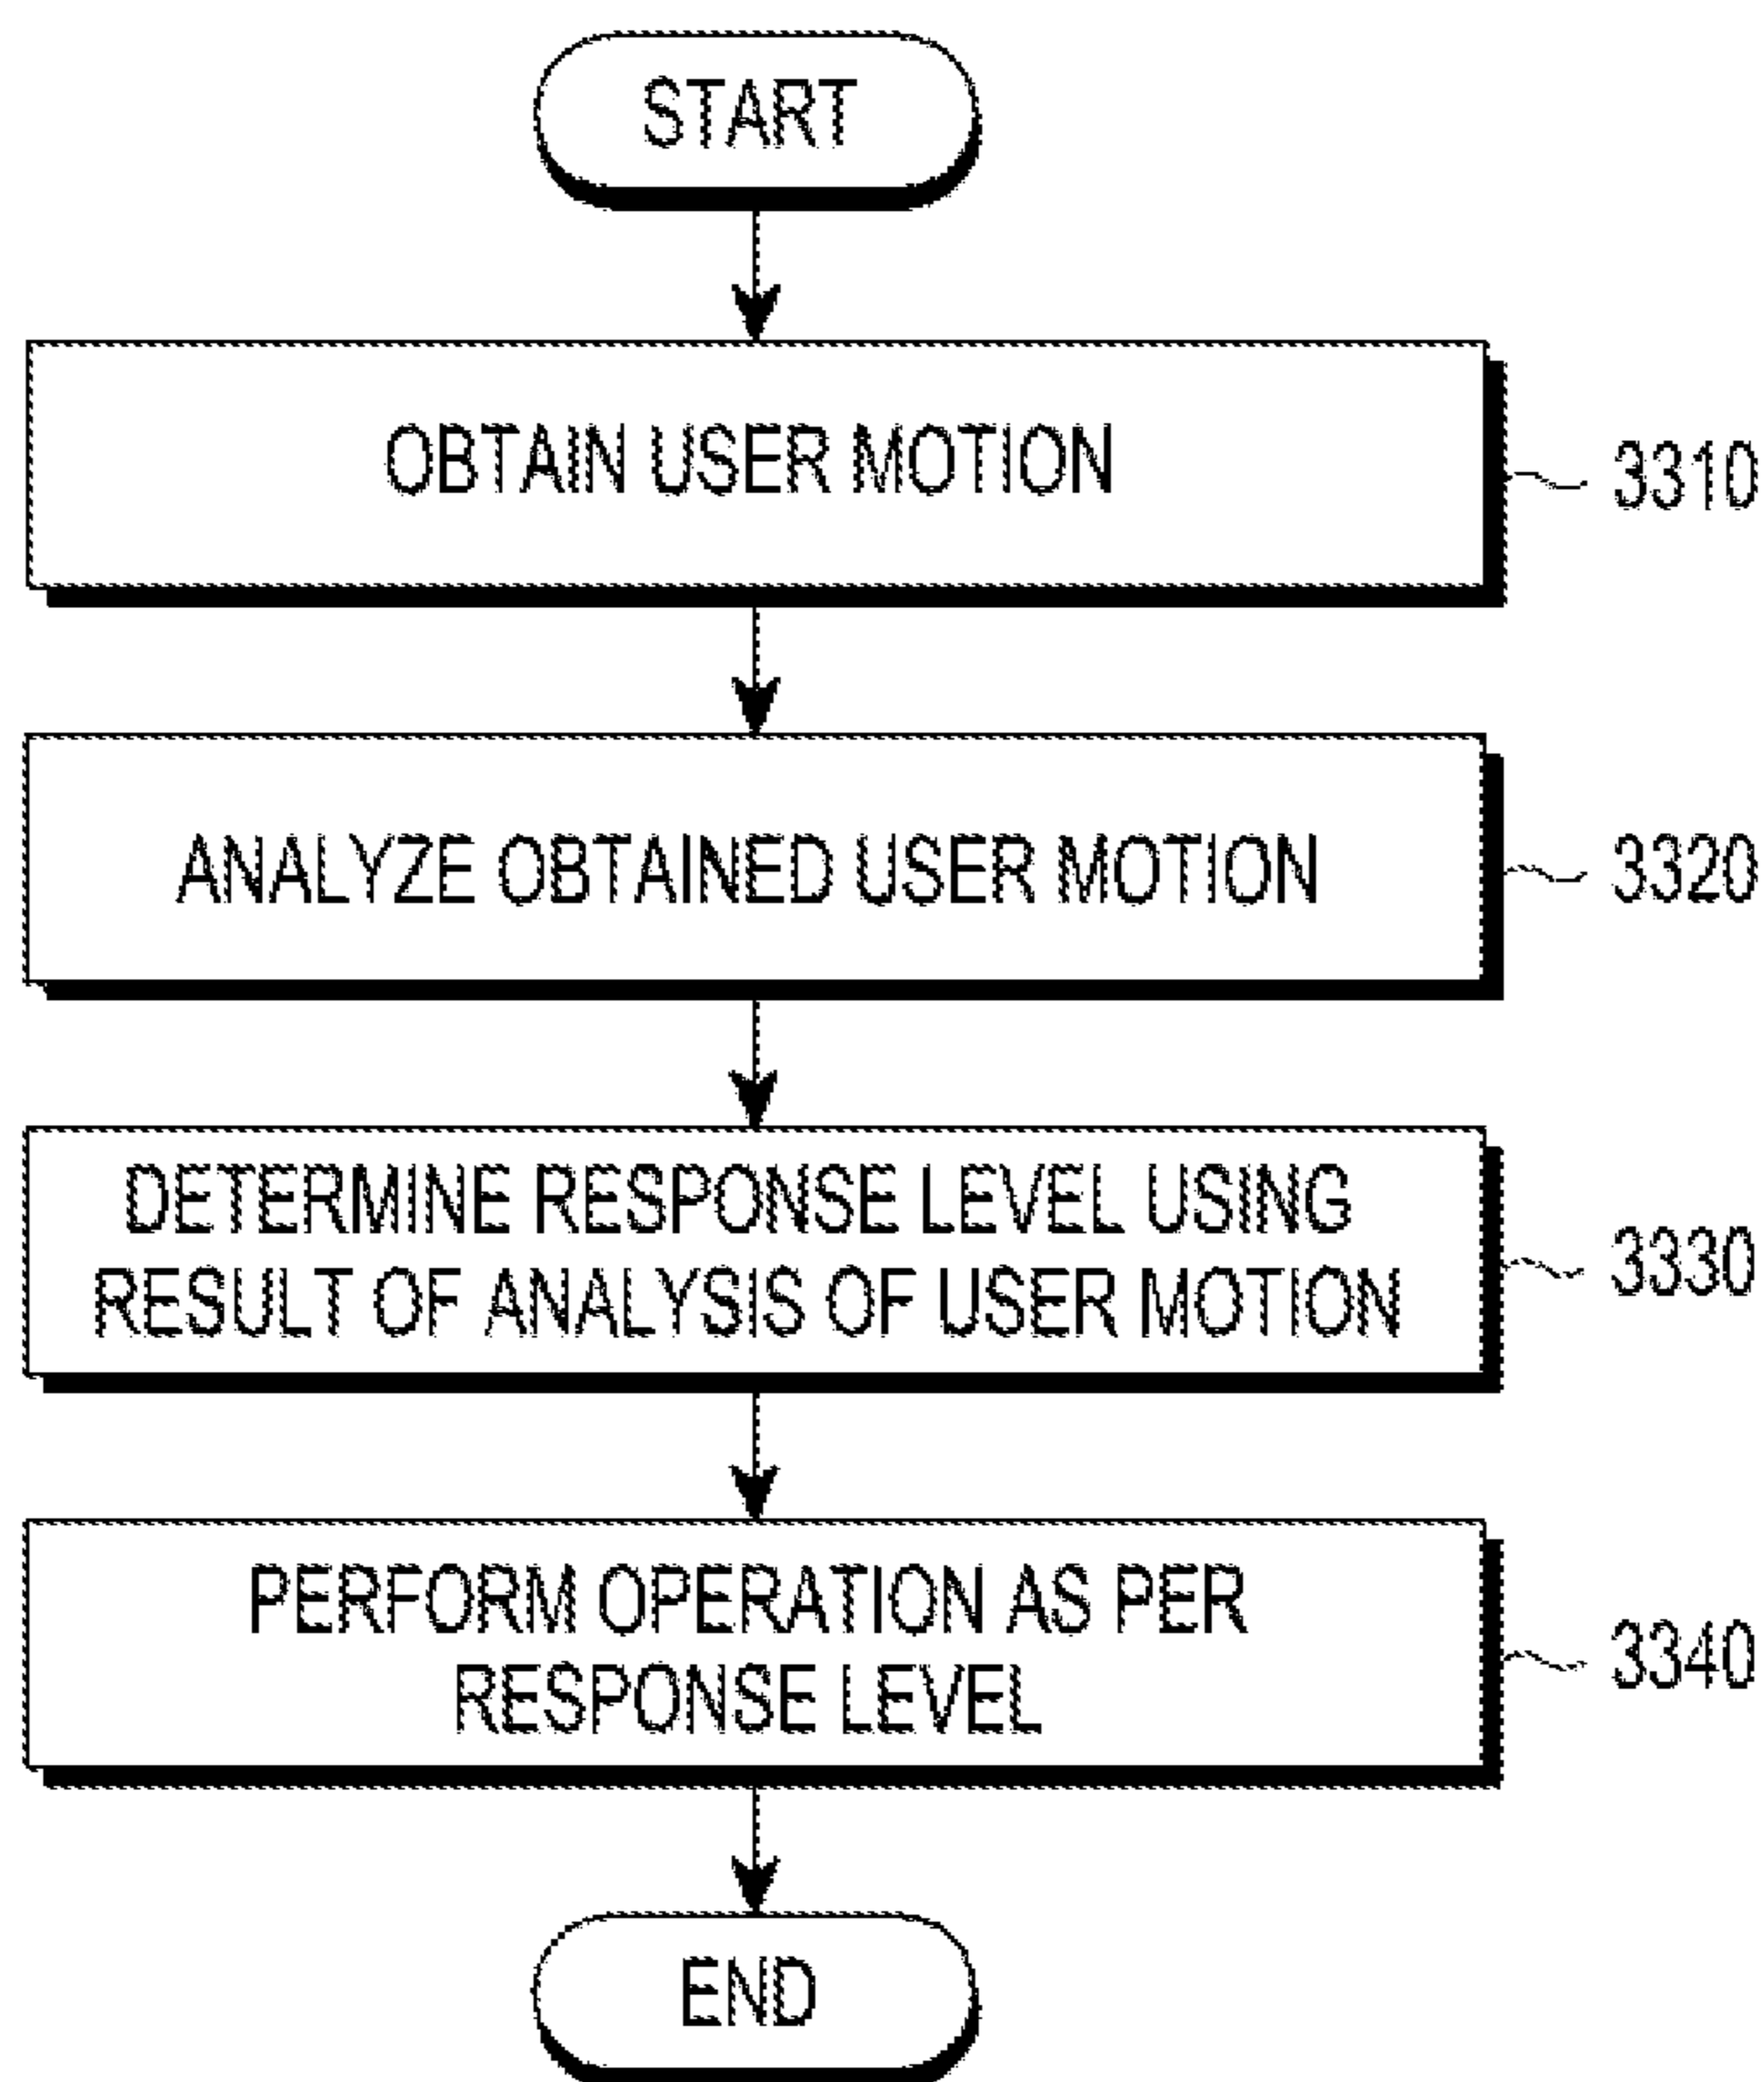 START
OBTAIN USER MOTION
3310
ANALYZE OBTAINED USER MOTION
3320
DETERMINE RESPONSE LEVEL USING
RESULT OF ANALYSIS OF USER MOTION
3330
PERFORM OPERATION AS PER
RESPONSE LEVEL
3340
END